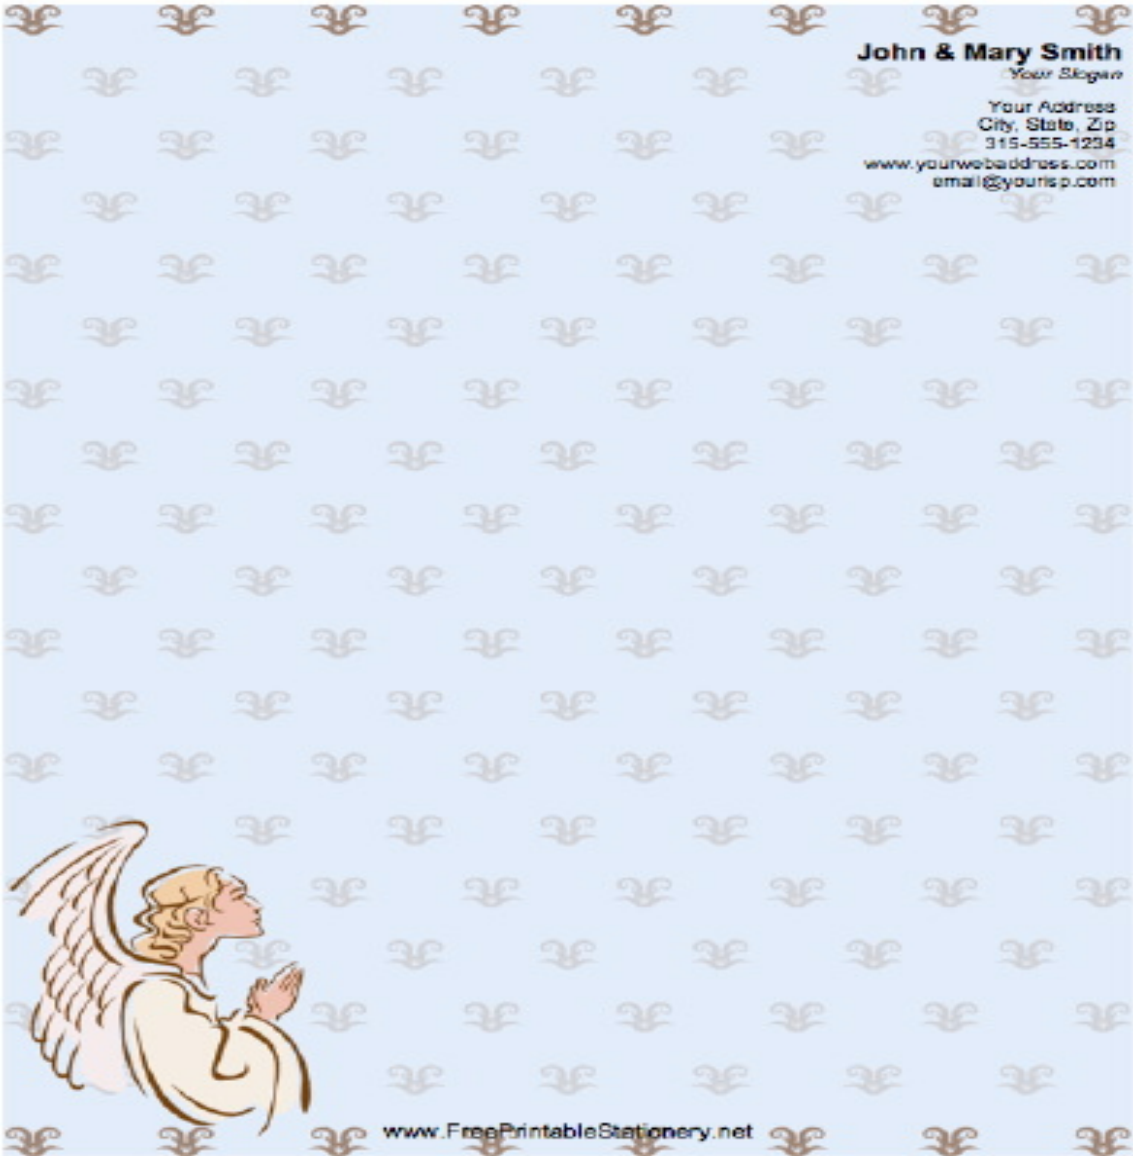 John & Mary Smith
Your Slogan
Your Address
City, State, Zip
315-555-1234
www.yourwebaddress.com
email@yourisp.com
www.FreePrintableStationery.net